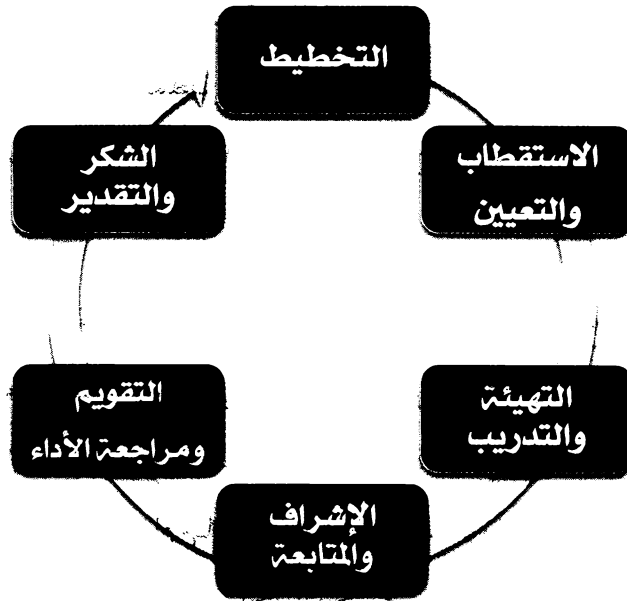 التخطيط
الاستقطاب
والتعيين
التهيئة
والتدريب
الإشراف
والمتابعة
التقويم
ومراجعة الأداء
الشكر
والتقدير